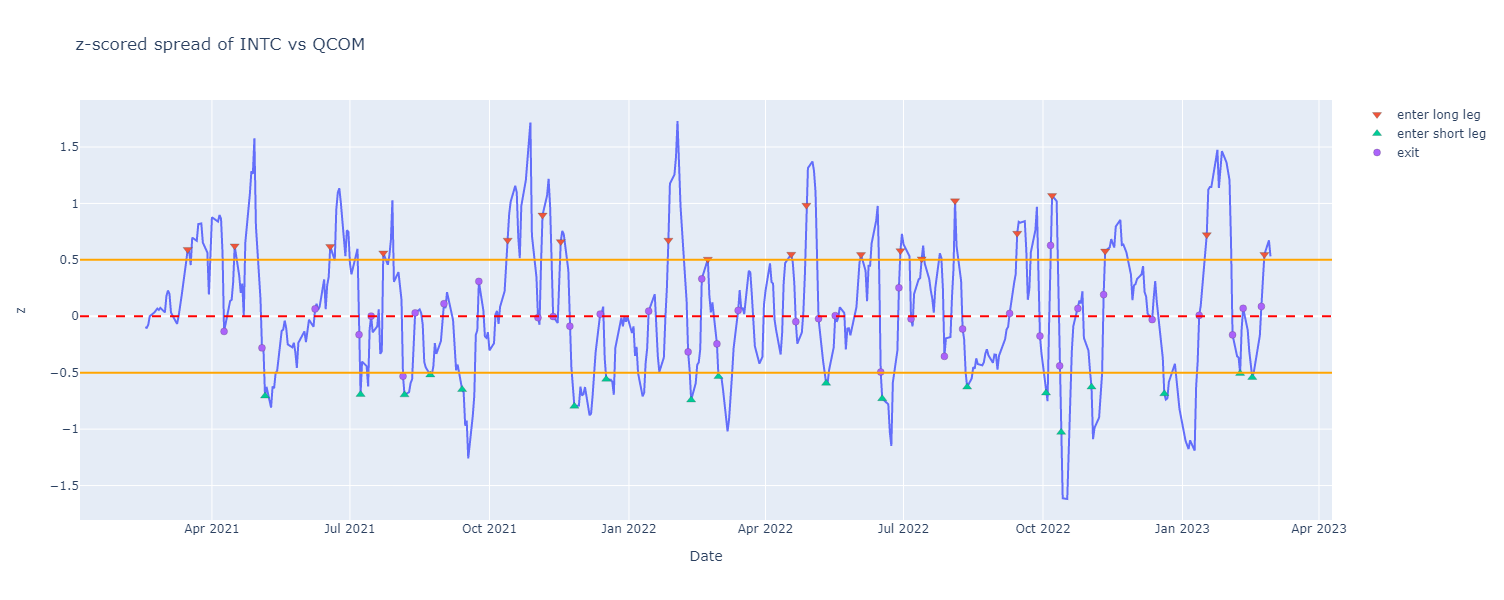 z-scored spread of INTC vs QCOM
enter long leg
enter short leg
exit
1.5
1
0.5
0
−0.5
−1
−1.5
z
Apr 2021
Jul 2021
Oct 2021
Jan 2022
Apr 2022
Jul 2022
Oct 2022
Jan 2023
Apr 2023
Date